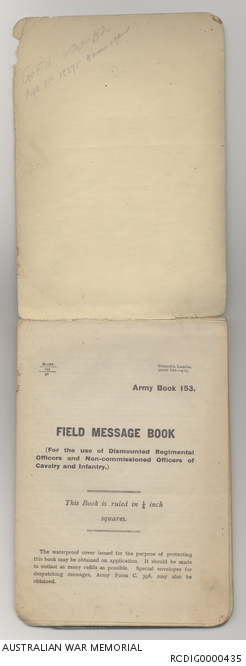 Army Book 153.
FIELD MESSAGE BOOK
(For the use of Dismounted Regimental
Officers and Non-commissioned Officers of
Cavalry and Infantry.)
This Book is ruled in ¼ inch
squares.
The waterproof cover issued for the purpose of protecting
this book may be obtained on application. It should be made
to outlast as many refills as possible. Special envelopes for
despatching messages, Army Form C. 398, may also be
obtained.
AUSTRALIAN WAR MEMORIAL
RCDIG0000435